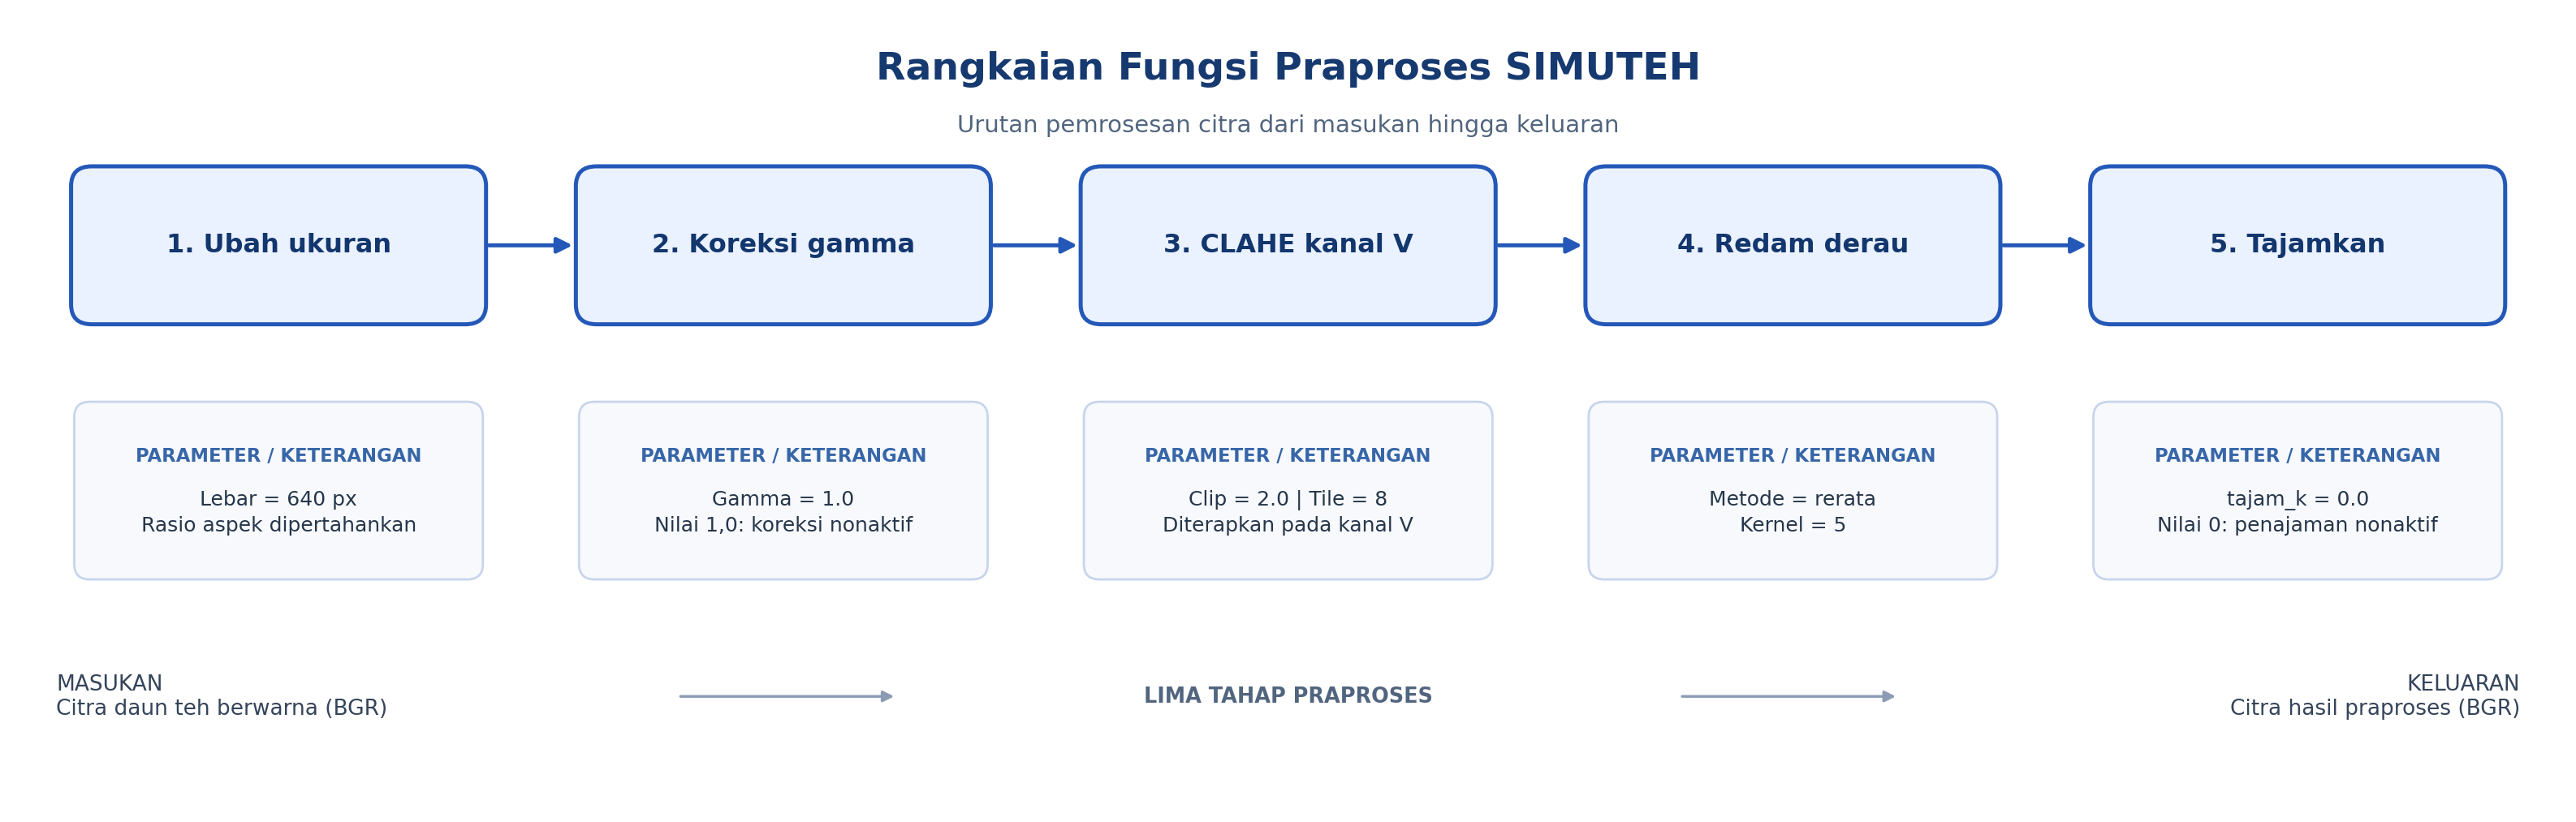 Rangkaian Fungsi Praproses SIMUTEH
Urutan pemrosesan citra dari masukan hingga keluaran
1. Ubah ukuran
2. Koreksi gamma
3. CLAHE kanal V
4. Redam derau
5. Tajamkan
PARAMETER / KETERANGAN
Lebar = 640 px
Rasio aspek dipertahankan
PARAMETER / KETERANGAN
Gamma = 1.0
Nilai 1,0: koreksi nonaktif
PARAMETER / KETERANGAN
Clip = 2.0 | Tile = 8
Diterapkan pada kanal V
PARAMETER / KETERANGAN
Metode = rerata
Kernel = 5
PARAMETER / KETERANGAN
tajam_k = 0.0
Nilai 0: penajaman nonaktif
MASUKAN
Citra daun teh berwarna (BGR)
LIMA TAHAP PRAPROSES
KELUARAN
Citra hasil praproses (BGR)